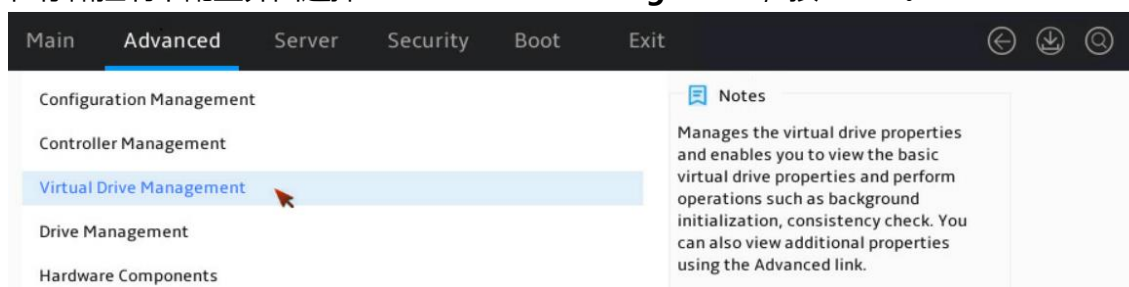 Main Advanced Server Security Boot Exit
Configuration Management
Controller Management
Virtual Drive Management
Drive Management
Hardware Components
Notes
Manages the virtual drive properties
and enables you to view the basic
virtual drive properties and perform
operations such as background
initialization, consistency check. You
can also view additional properties
using the Advanced link.